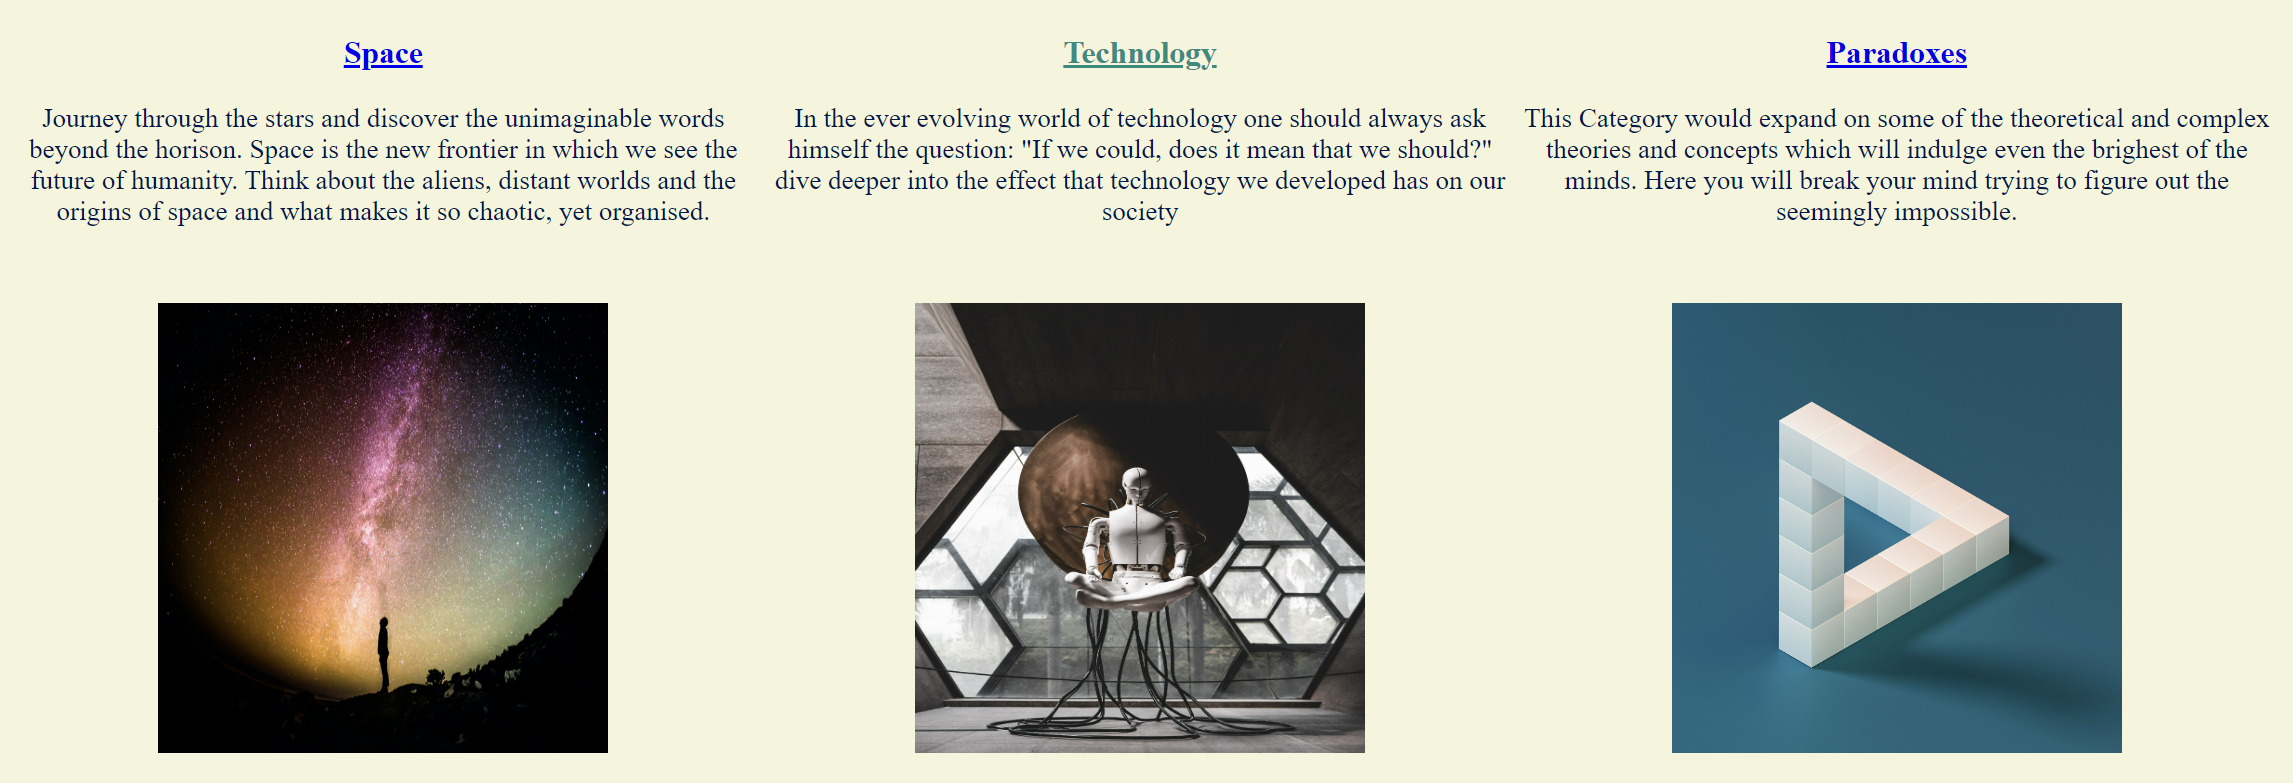 Space
Journey through the stars and discover the unimaginable words
beyond the horison. Space is the new frontier in which we see the
future of humanity. Think about the aliens, distant worlds and the
origins of space and what makes it so chaotic, yet organised.
Technology
In the ever evolving world of technology one should always ask
himself the question: "If we could, does it mean that we should?"
dive deeper into the effect that technology we developed has on our
society
Paradoxes
This Category would expand on some of the theoretical and complex
theories and concepts which will indulge even the brighest of the
minds. Here you will break your mind trying to figure out the
seemingly impossible.